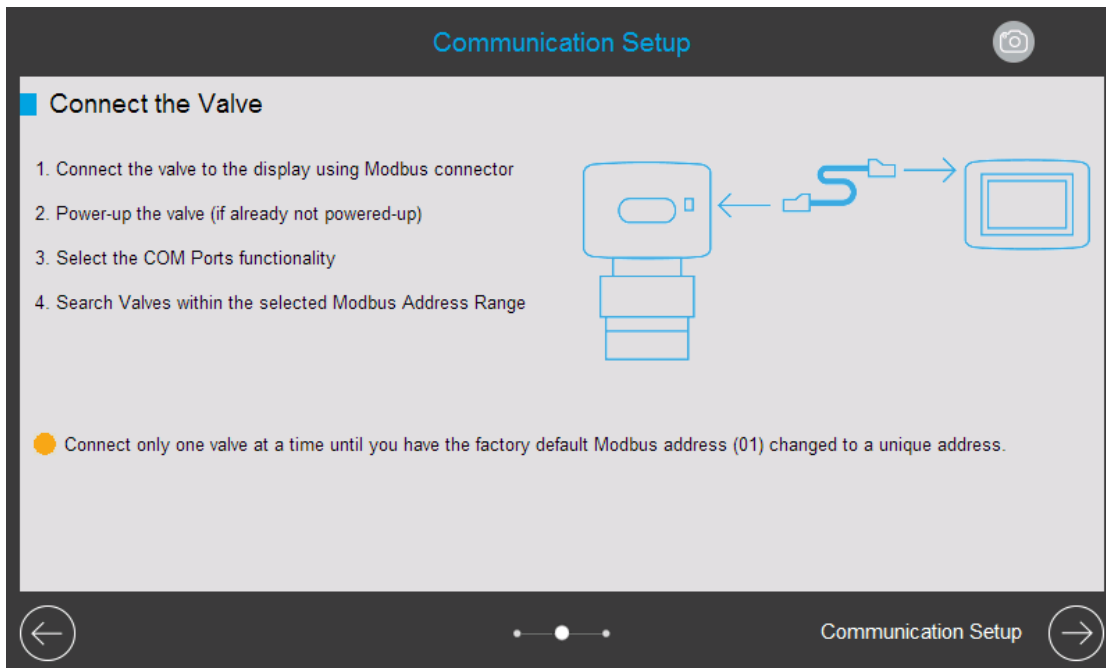 Communication Setup
Connect the Valve
1. Connect the valve to the display using Modbus connector
2. Power-up the valve (if already not powered-up)
3. Select the COM Ports functionality
4. Search Valves within the selected Modbus Address Range
Connect only one valve at a time until you have the factory default Modbus address (01) changed to a unique address.
Communication Setup